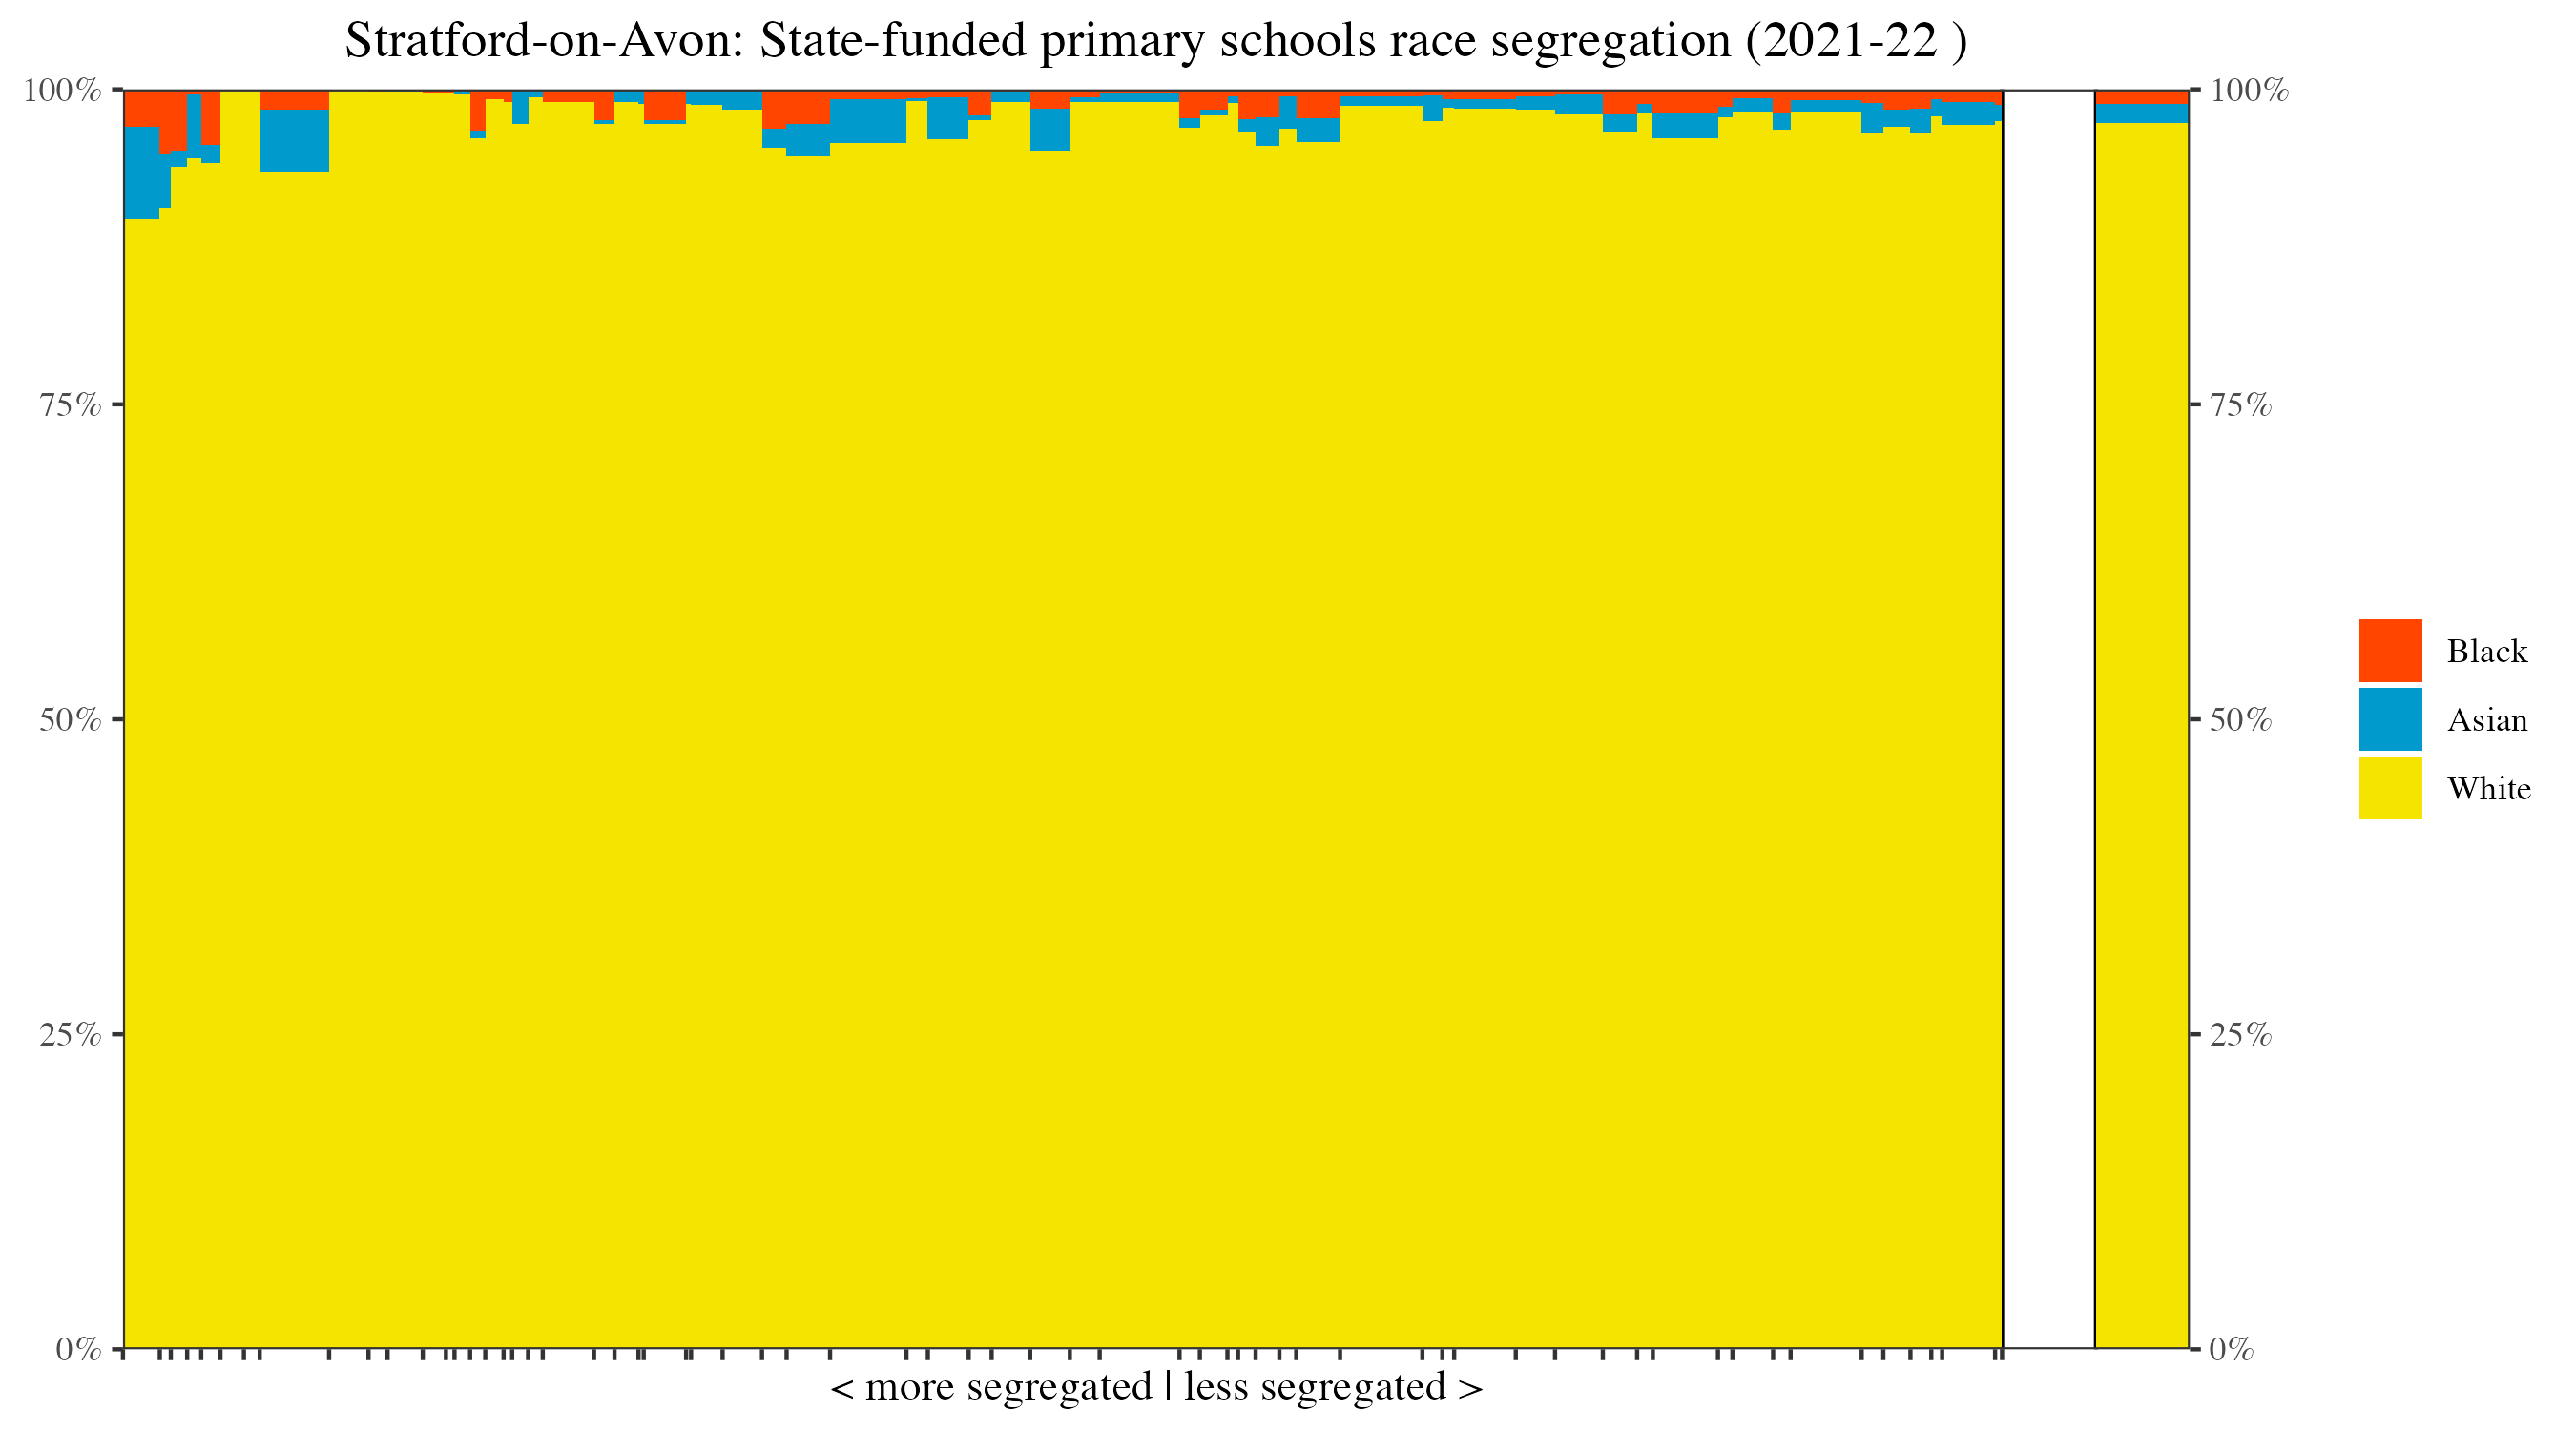 Stratford-on-Avon: State-funded primary schools race segregation (2021-22 )
100%
75%
50%
25%
0%
100%
75%
50%
25%
0%
Black
Asian
White
< more segregated | less segregated >